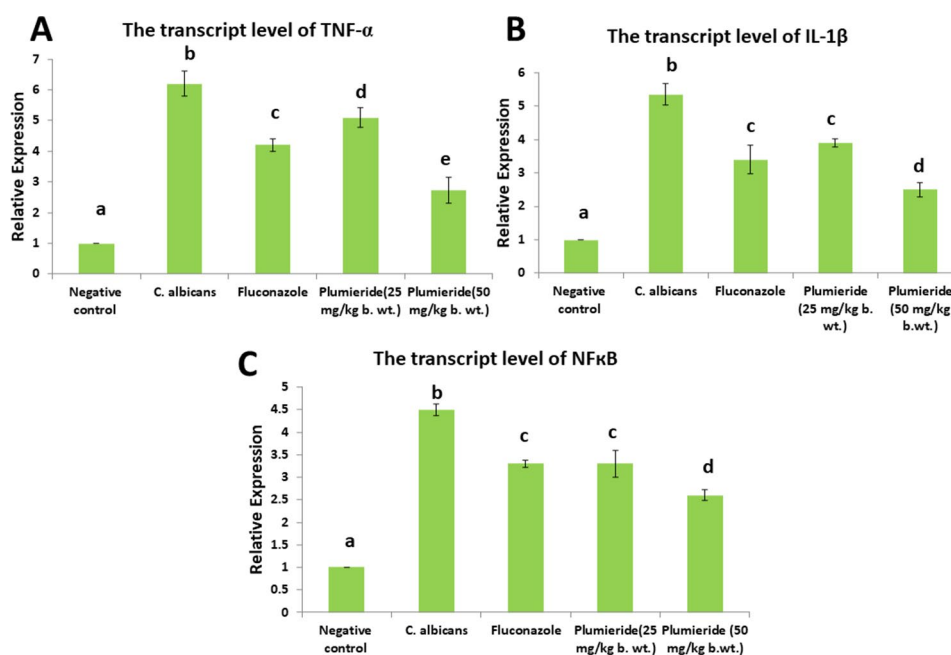 A
The transcript level of TNF-α
Relative Expression
7
6
5
4
3
2
1
0
a
b
c
d
e
Negative
control
C. albicans
Fluconazole
Plumieride(25
mg/kg b. wt.)
Plumieride(50
mg/kg b. wt.)
B
The transcript level of IL-1β
Relative Expression
6
5
4
3
2
1
0
a
b
c
c
d
Negative
control
C. albicans
Fluconazole
Plumieride
(25 mg/kg b.
wt.)
Plumieride
(50 mg/kg
b.wt.)
C
The transcript level of NFκB
Relative Expression
5
4.5
4
3.5
3
2.5
2
1.5
1
0.5
0
a
b
c
c
d
Negative
control
C. albicans
Fluconazole
Plumieride(25
mg/kg b. wt.)
Plumieride (50
mg/kg b.wt.)